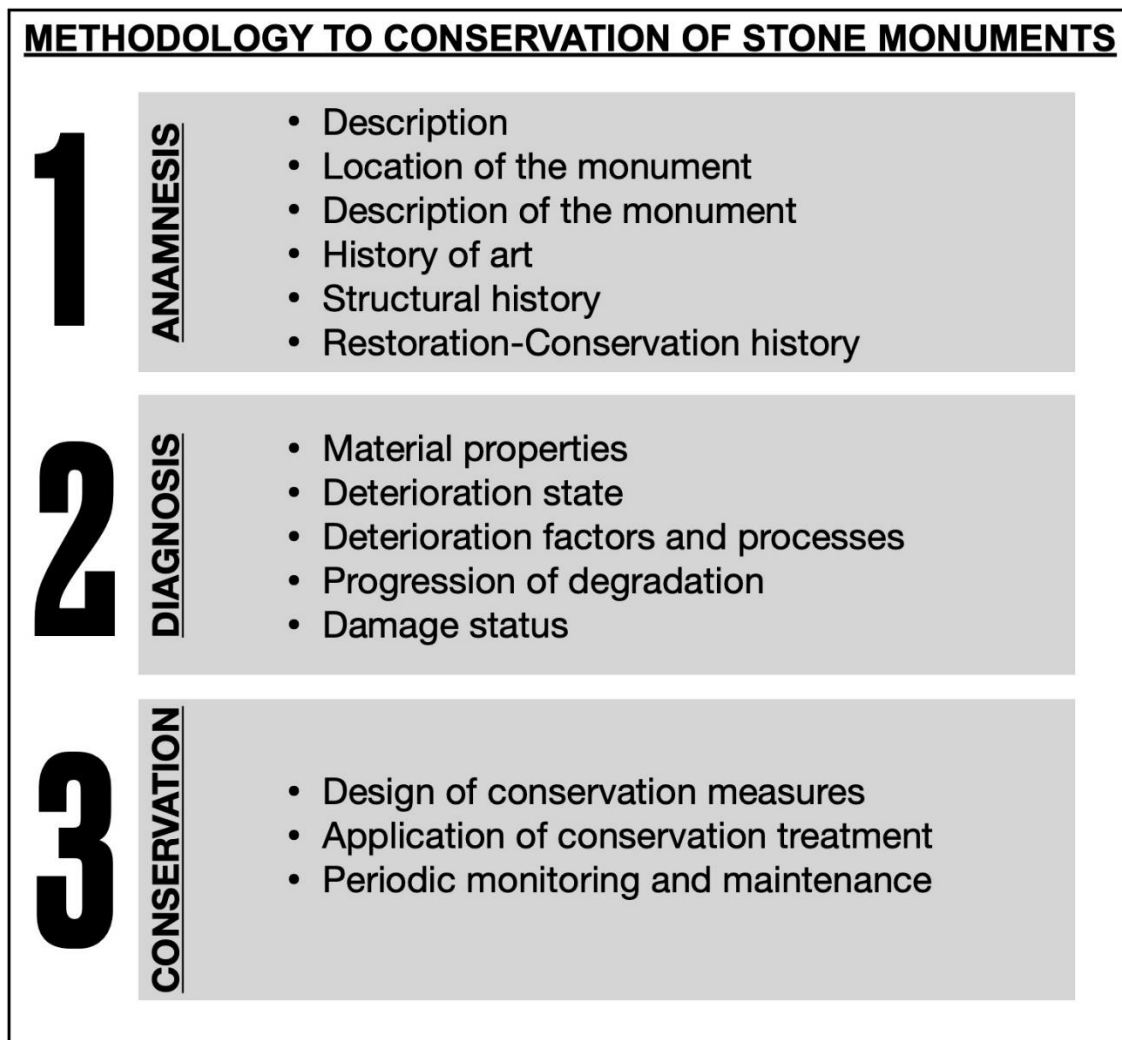 METHODOLOGY TO CONSERVATION OF STONE MONUMENTS
1
ANAMNESIS
• Description
• Location of the monument
• Description of the monument
• History of art
• Structural history
• Restoration-Conservation history
2
DIAGNOSIS
• Material properties
• Deterioration state
• Deterioration factors and processes
• Progression of degradation
• Damage status
3
CONSERVATION
• Design of conservation measures
• Application of conservation treatment
• Periodic monitoring and maintenance